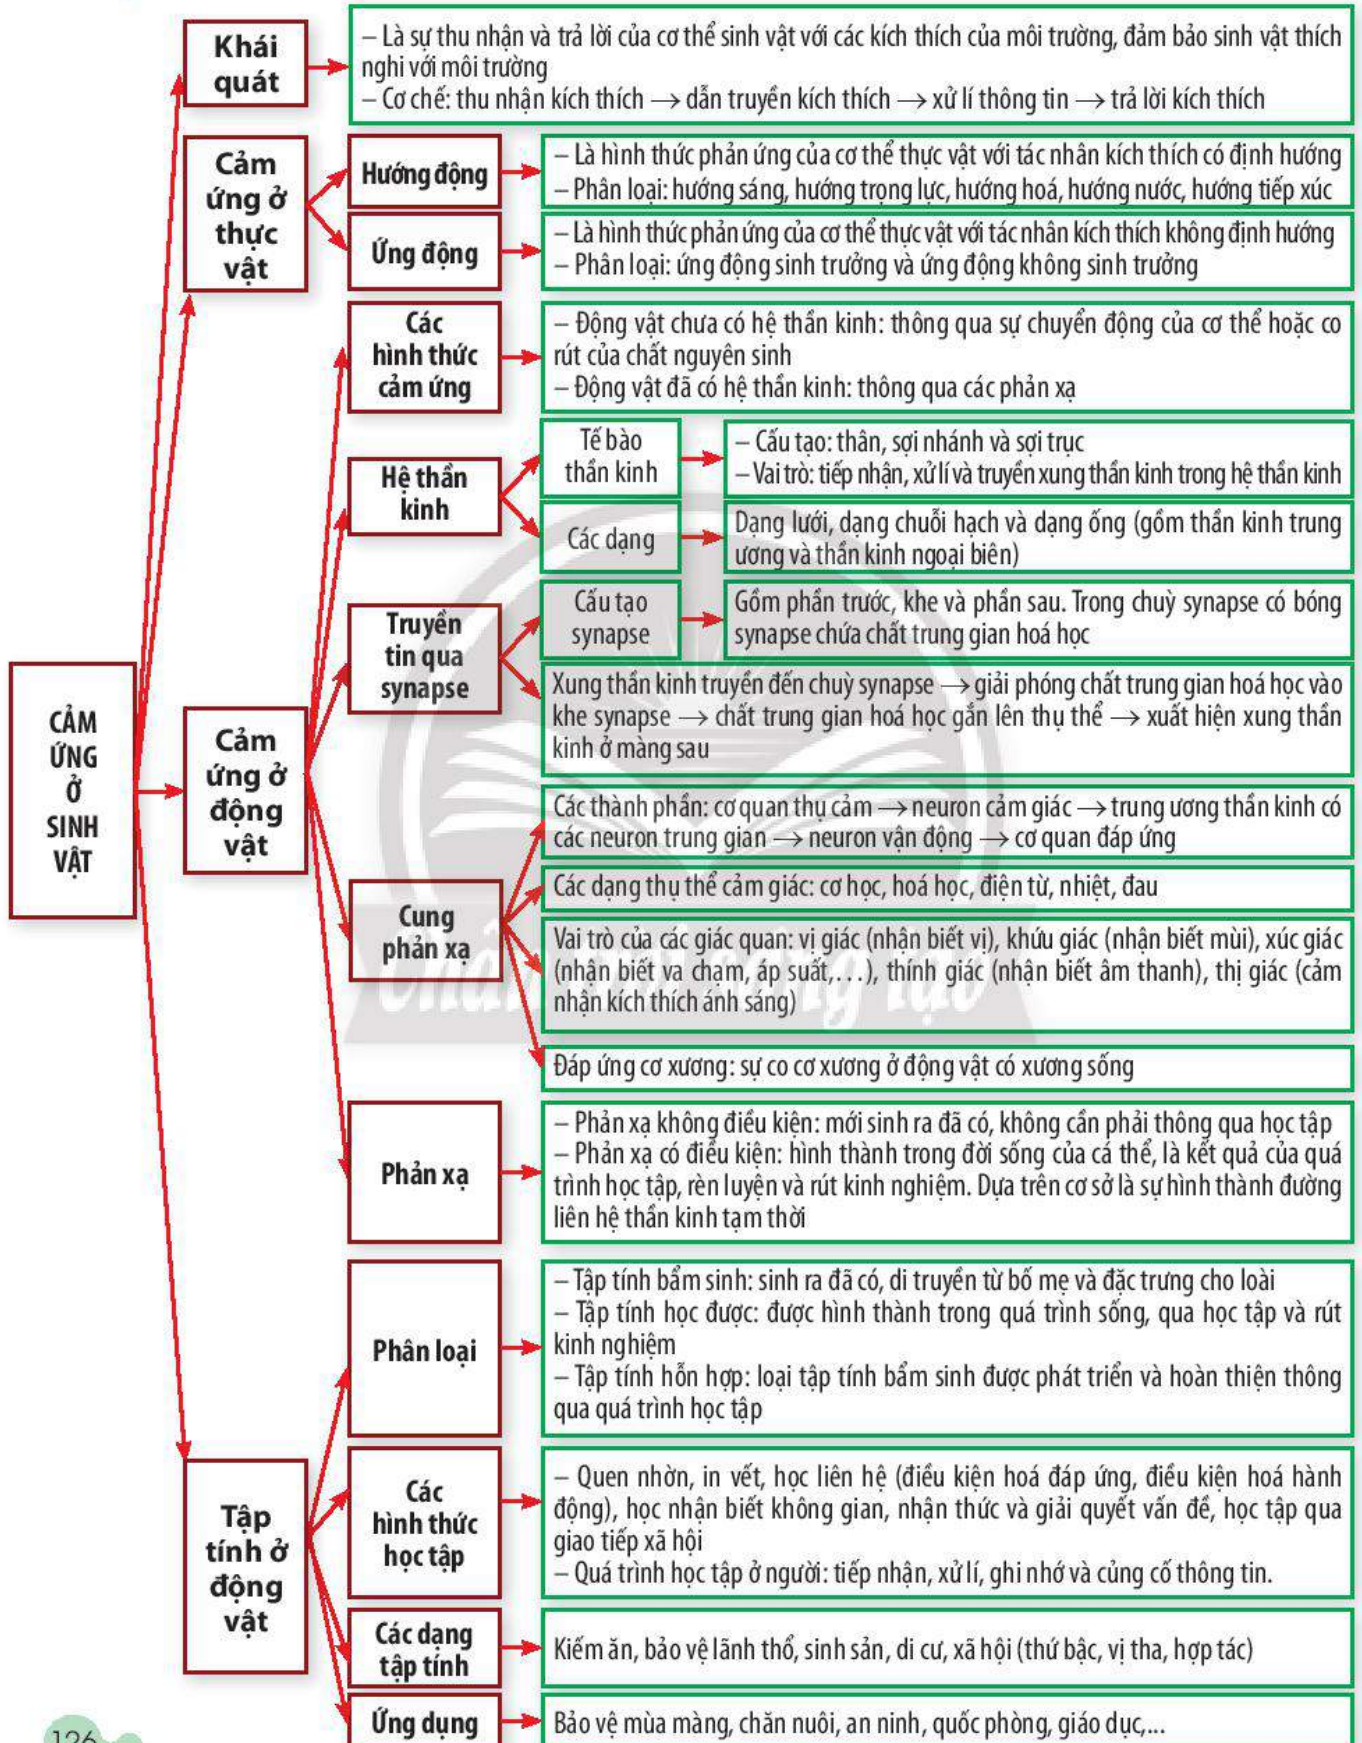 Khái
quát
– Là sự thu nhận và trả lời của cơ thể sinh vật với các kích thích của môi trường, đảm bảo sinh vật thích
nghi với môi trường
– Cơ chế: thu nhận kích thích → dẫn truyền kích thích → xử lí thông tin → trả lời kích thích
Cảm
ứng ở
thực
vật
Hướng động
– Là hình thức phản ứng của cơ thể thực vật với tác nhân kích thích có định hướng
– Phân loại: hướng sáng, hướng trọng lực, hướng hoá, hướng nước, hướng tiếp xúc
Ứng động
– Là hình thức phản ứng của cơ thể thực vật với tác nhân kích thích không định hướng
– Phân loại: ứng động sinh trưởng và ứng động không sinh trưởng
CẢM
ỨNG
Ở
SINH
VẬT
Cảm
ứng ở
động
vật
Các
hình thức
cảm ứng
– Động vật chưa có hệ thần kinh: thông qua sự chuyển động của cơ thể hoặc co
rút của chất nguyên sinh
– Động vật đã có hệ thần kinh: thông qua các phản xạ
Hệ thần
kinh
Tế bào
thần kinh
– Cấu tạo: thân, sợi nhánh và sợi trục
– Vai trò: tiếp nhận, xử lí và truyền xung thần kinh trong hệ thần kinh
Các dạng
Dạng lưới, dạng chuỗi hạch và dạng ống (gồm thần kinh trung
ương và thần kinh ngoại biên)
Truyền
tin qua
synapse
Cấu tạo
synapse
Gồm phần trước, khe và phần sau. Trong chuỳ synapse có bóng
synapse chứa chất trung gian hoá học
Xung thần kinh truyền đến chuỳ synapse → giải phóng chất trung gian hoá học vào
khe synapse → chất trung gian hoá học gắn lên thụ thể → xuất hiện xung thần
kinh ở màng sau
Cung
phản xạ
Các thành phần: cơ quan thụ cảm → neuron cảm giác → trung ương thần kinh có
các neuron trung gian → neuron vận động → cơ quan đáp ứng
Các dạng thụ thể cảm giác: cơ học, hoá học, điện từ, nhiệt, đau
Vai trò của các giác quan: vị giác (nhận biết vị), khứu giác (nhận biết mùi), xúc giác
(nhận biết va chạm, áp suất,…), thính giác (nhận biết âm thanh), thị giác (cảm
nhận kích thích ánh sáng)
Đáp ứng cơ xương: sự co cơ xương ở động vật có xương sống
Phản xạ
– Phản xạ không điều kiện: mới sinh ra đã có, không cần phải thông qua học tập
– Phản xạ có điều kiện: hình thành trong đời sống của cá thể, là kết quả của quá
trình học tập, rèn luyện và rút kinh nghiệm. Dựa trên cơ sở là sự hình thành đường
liên hệ thần kinh tạm thời
Tập
tính ở
động
vật
Phân loại
– Tập tính bẩm sinh: sinh ra đã có, di truyền từ bố mẹ và đặc trưng cho loài
– Tập tính học được: được hình thành trong quá trình sống, qua học tập và rút
kinh nghiệm
– Tập tính hỗn hợp: loại tập tính bẩm sinh được phát triển và hoàn thiện thông
qua quá trình học tập
Các
hình thức
học tập
– Quen nhờn, in vết, học liên hệ (điều kiện hoá đáp ứng, điều kiện hoá hành
động), học nhận biết không gian, nhận thức và giải quyết vấn đề, học tập qua
giao tiếp xã hội
– Quá trình học tập ở người: tiếp nhận, xử lí, ghi nhớ và củng cố thông tin.
Các dạng
tập tính
Kiếm ăn, bảo vệ lãnh thổ, sinh sản, di cư, xã hội (thứ bậc, vị tha, hợp tác)
Ứng dụng
Bảo vệ mùa màng, chăn nuôi, an ninh, quốc phòng, giáo dục,...
126